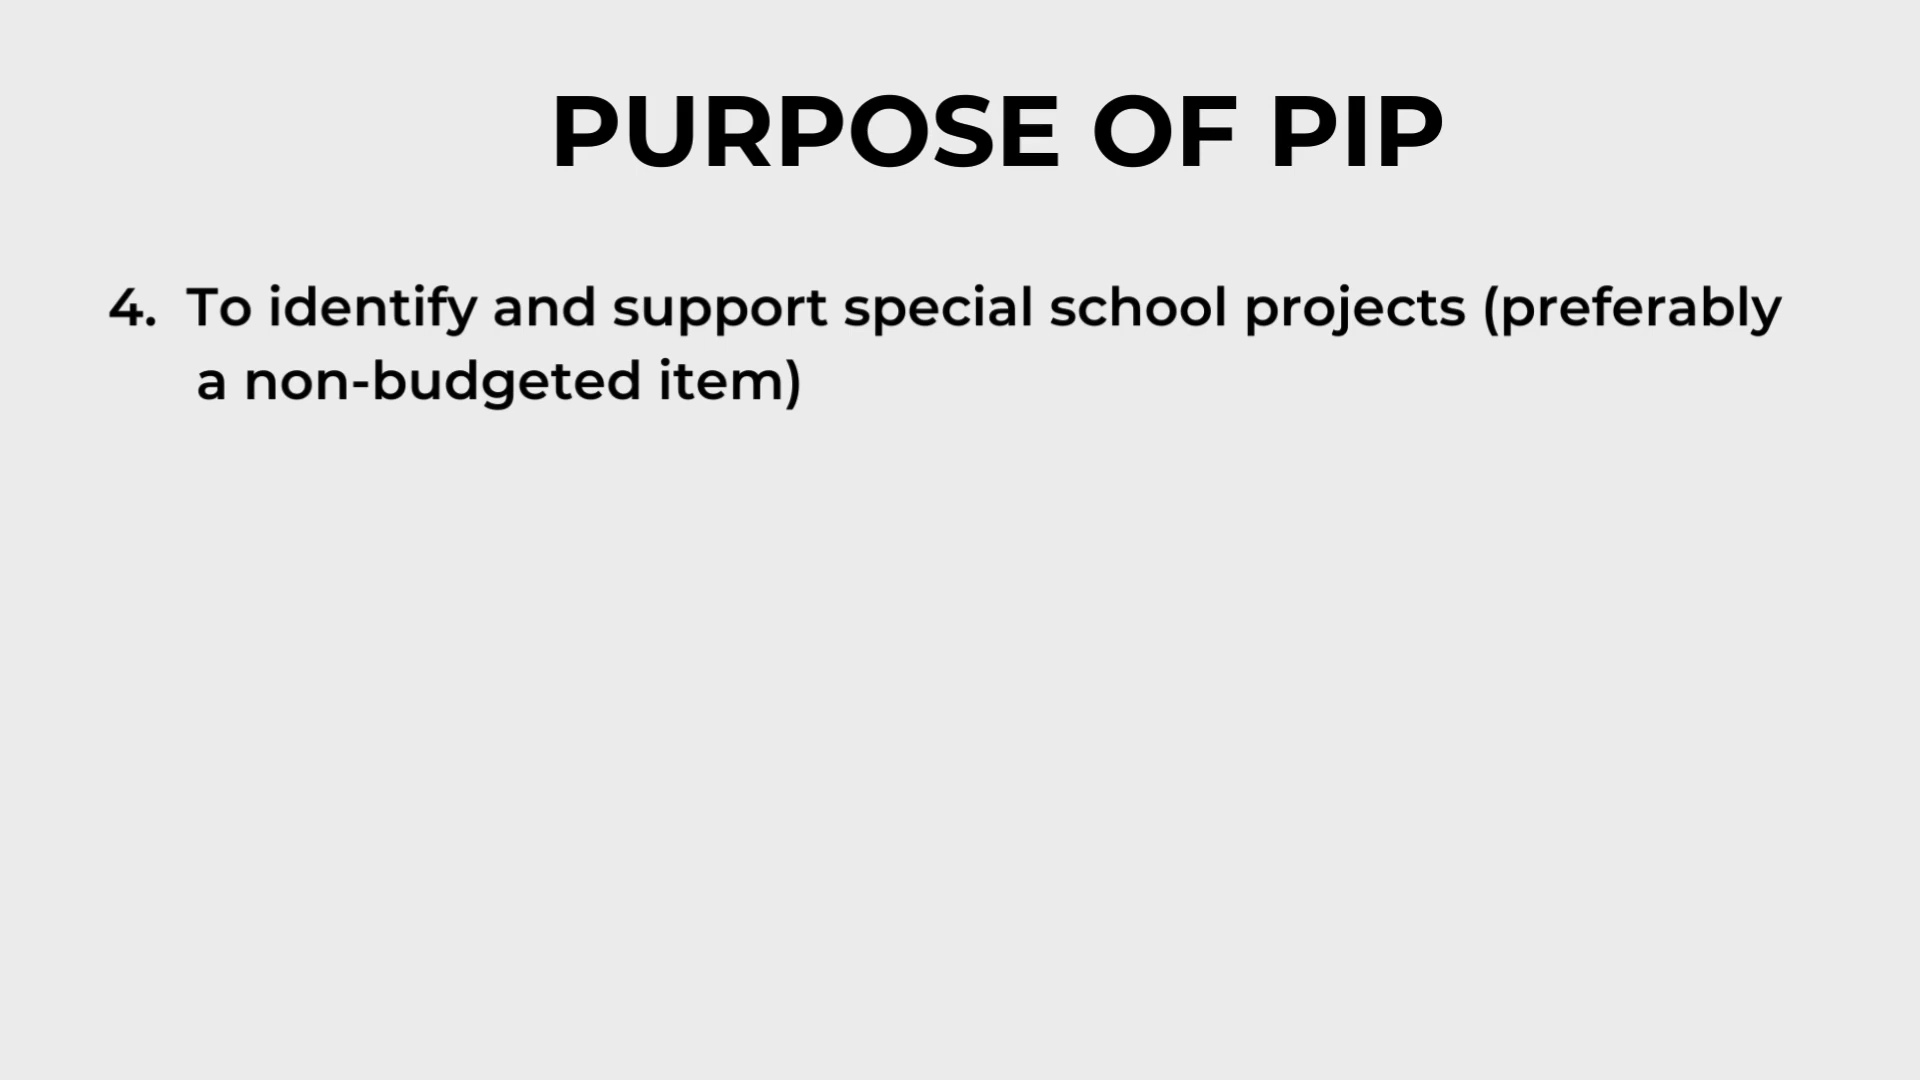 PURPOSE OF PIP
4. To identify and support special school projects (preferably
a non-budgeted item)